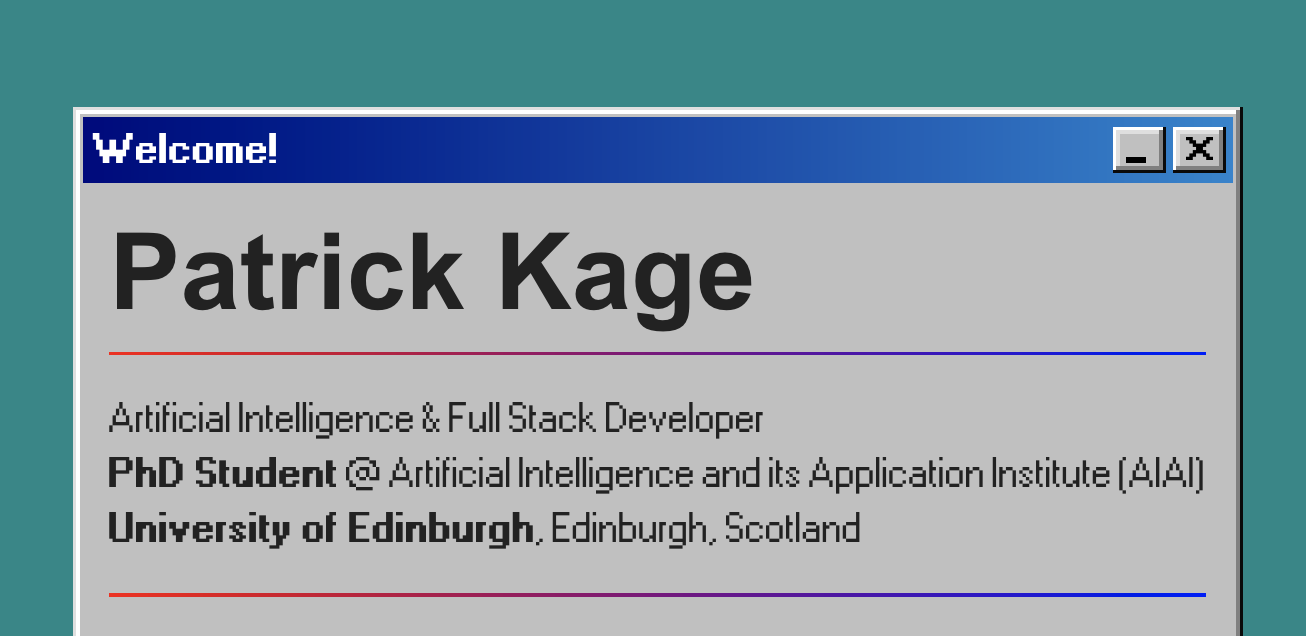 Welcome!
Patrick Kage
Artificial Intelligence & Full Stack Developer
PhD Student @ Artificial Intelligence and its Application Institute (AIAI)
University of Edinburgh, Edinburgh, Scotland